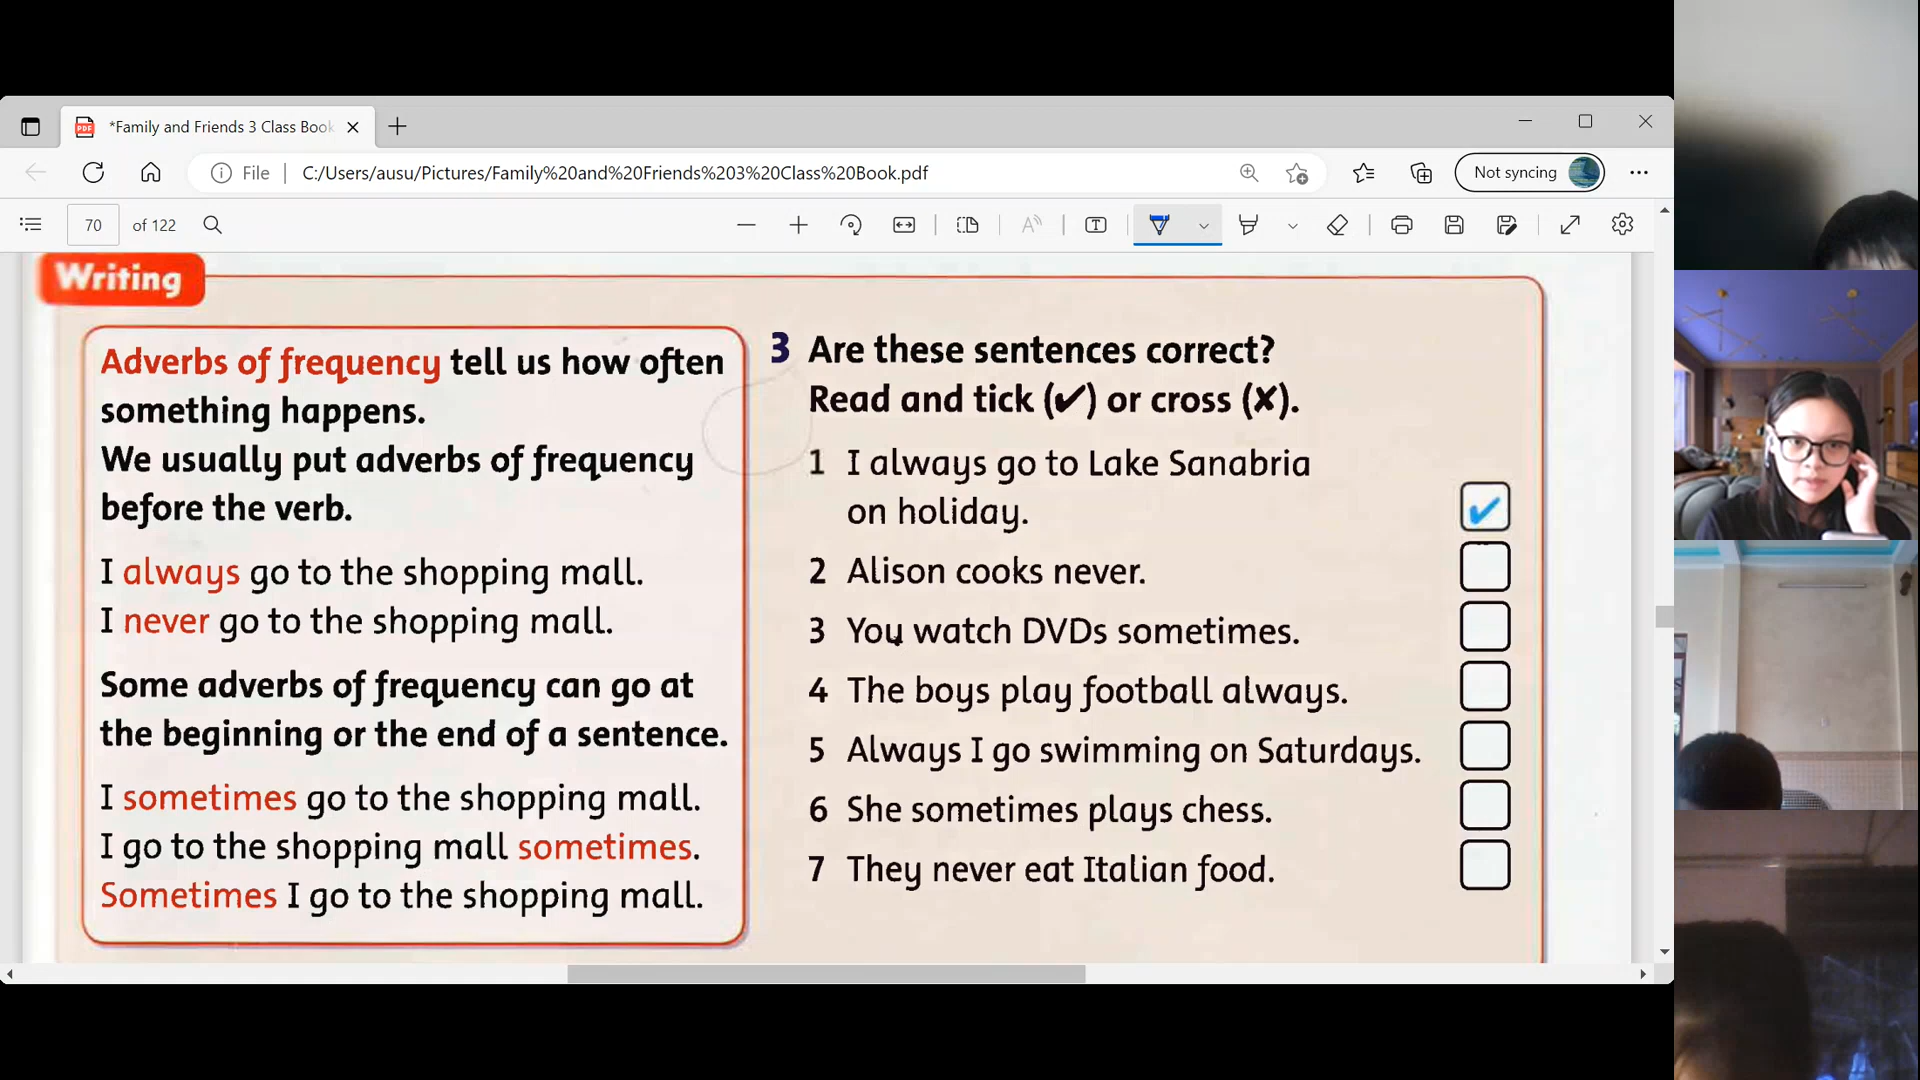 *Family and Friends 3 Class Book
File
C:/Users/ausu/Pictures/Family%20and%20Friends%203%20Class%20Book.pdf
Not syncing
70 of 122
Writing
Adverbs of frequency tell us how often
something happens.
We usually put adverbs of frequency
before the verb.
I always go to the shopping mall.
I never go to the shopping mall.
Some adverbs of frequency can go at
the beginning or the end of a sentence.
I sometimes go to the shopping mall.
I go to the shopping mall sometimes.
Sometimes I go to the shopping mall.
3 Are these sentences correct?
Read and tick (✔) or cross (✘).
1 I always go to Lake Sanabria
on holiday. ✔
2 Alison cooks never.
3 You watch DVDs sometimes.
4 The boys play football always.
5 Always I go swimming on Saturdays.
6 She sometimes plays chess.
7 They never eat Italian food.